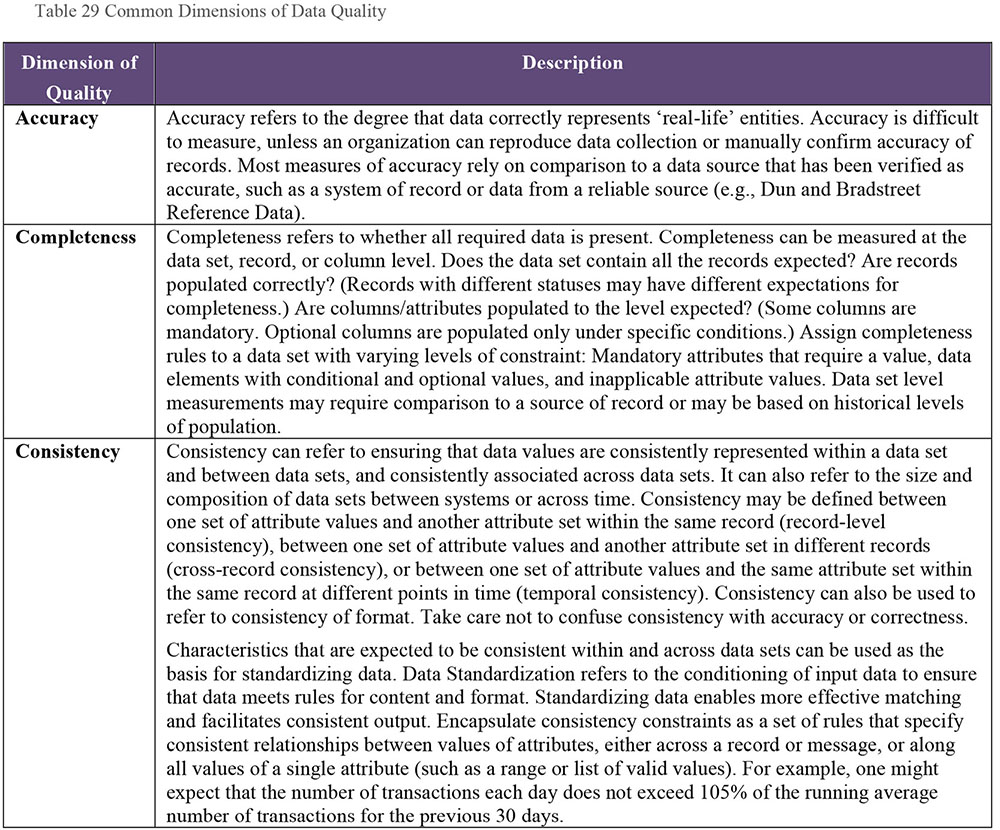 Table 29 Common Dimensions of Data Quality
Dimension of
Quality
Description
Accuracy
Accuracy refers to the degree that data correctly represents ‘real-life’ entities. Accuracy is difficult
to measure, unless an organization can reproduce data collection or manually confirm accuracy of
records. Most measures of accuracy rely on comparison to a data source that has been verified as
accurate, such as a system of record or data from a reliable source (e.g., Dun and Bradstreet
Reference Data).
Completeness
Completeness refers to whether all required data is present. Completeness can be measured at the
data set, record, or column level. Does the data set contain all the records expected? Are records
populated correctly? (Records with different statuses may have different expectations for
completeness.) Are columns/attributes populated to the level expected? (Some columns are
mandatory. Optional columns are populated only under specific conditions.) Assign completeness
rules to a data set with varying levels of constraint: Mandatory attributes that require a value, data
elements with conditional and optional values, and inapplicable attribute values. Data set level
measurements may require comparison to a source of record or may be based on historical levels
of population.
Consistency
Consistency can refer to ensuring that data values are consistently represented within a data set
and between data sets, and consistently associated across data sets. It can also refer to the size and
composition of data sets between systems or across time. Consistency may be defined between
one set of attribute values and another attribute set within the same record (record-level
consistency), between one set of attribute values and another attribute set in different records
(cross-record consistency), or between one set of attribute values and the same attribute set within
the same record at different points in time (temporal consistency). Consistency can also be used to
refer to consistency of format. Take care not to confuse consistency with accuracy or correctness.
Characteristics that are expected to be consistent within and across data sets can be used as the
basis for standardizing data. Data Standardization refers to the conditioning of input data to ensure
that data meets rules for content and format. Standardizing data enables more effective matching
and facilitates consistent output. Encapsulate consistency constraints as a set of rules that specify
consistent relationships between values of attributes, either across a record or message, or along
all values of a single attribute (such as a range or list of valid values). For example, one might
expect that the number of transactions each day does not exceed 105% of the running average
number of transactions for the previous 30 days.